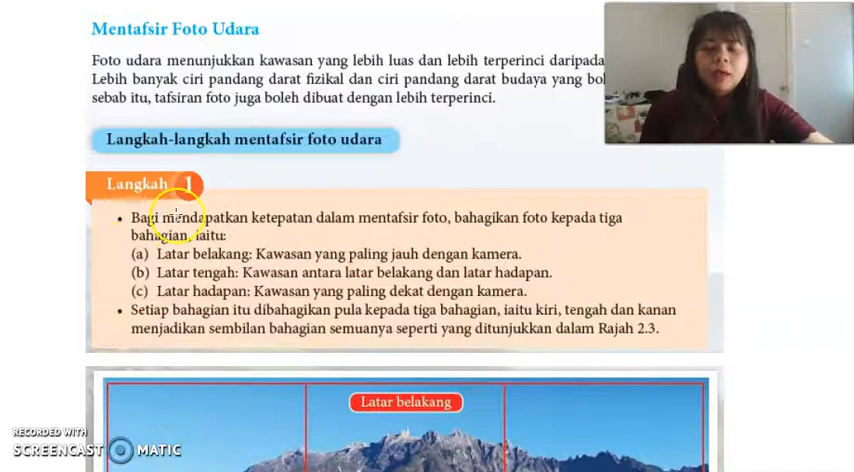 Mentafsir Foto Udara
Foto udara menunjukkan kawasan yang lebih luas dan lebih terperinci daripada
Lebih banyak ciri pandang darat fizikal dan ciri pandang darat budaya yang
sebab itu, tafsiran foto juga boleh dibuat dengan lebih terperinci.
Langkah-langkah mentafsir foto udara
Langkah 1
• Bagi mendapatkan ketepatan dalam mentafsir foto, bahagikan foto kepada tiga
bahagian, iaitu:
(a) Latar belakang: Kawasan yang paling jauh dengan kamera.
(b) Latar tengah: Kawasan antara latar belakang dan latar hadapan.
(c) Latar hadapan: Kawasan yang paling dekat dengan kamera.
• Setiap bahagian itu dibahagikan pula kepada tiga bahagian, iaitu kiri, tengah dan kanan
menjadikan sembilan bahagian semuanya seperti yang ditunjukkan dalam Rajah 2.3.
Latar belakang
RECORDED WITH
SCREENCAST MATIC